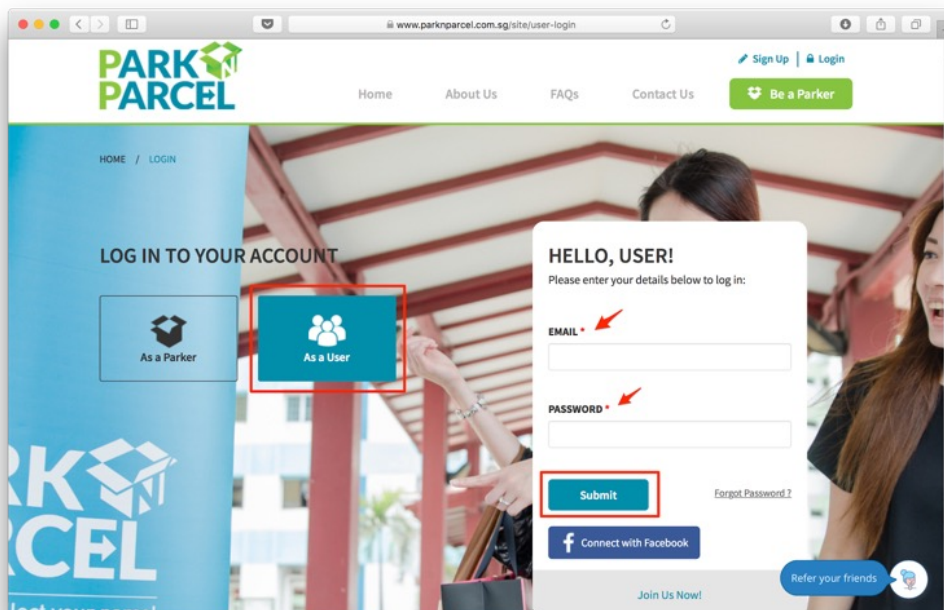 www.parknparcel.com.sg/site/user-login
PARK N
PARCEL
Sign Up | Login
Home About Us FAQs Contact Us Be a Parker
HOME / LOGIN
LOG IN TO YOUR ACCOUNT
As a Parker As a User
HELLO, USER!
Please enter your details below to log in:
EMAIL *
PASSWORD *
Submit Forgot Password ?
f Connect with Facebook
Join Us Now!
Refer your friends
RK N
CEL